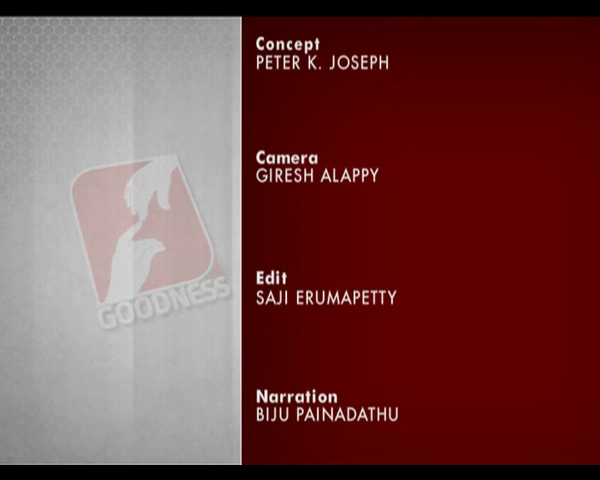 Concept
PETER K. JOSEPH
Camera
GIRESH ALAPPY
GOODNESS
Edit
SAJI ERUMAPETTY
Narration
BIJU PAINADATHU